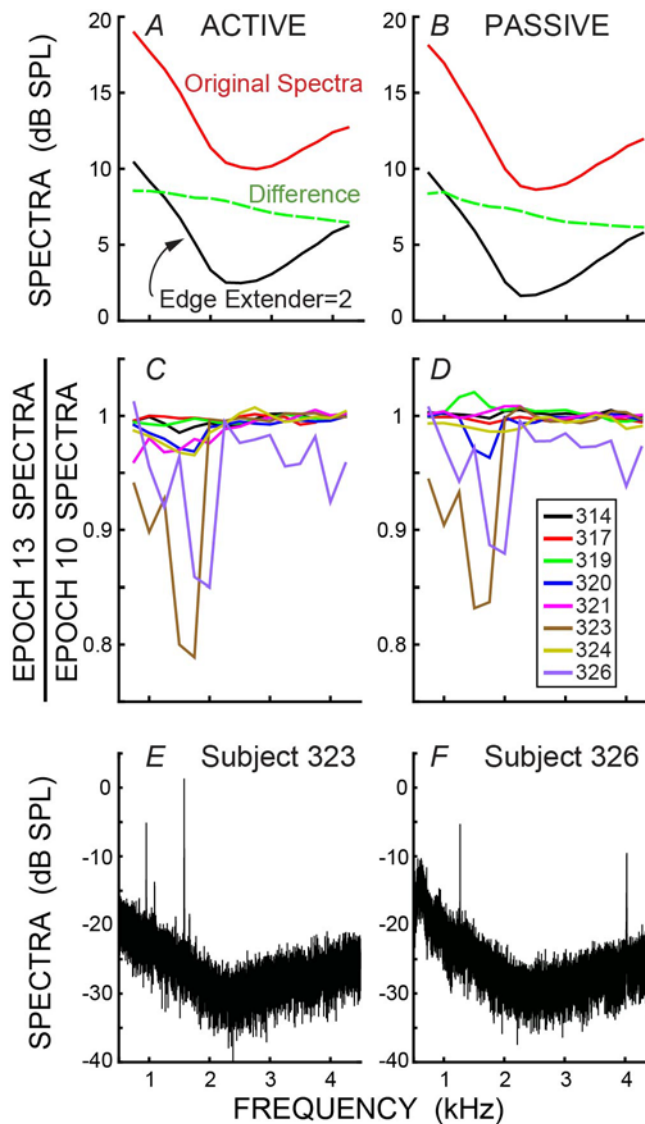 A ACTIVE
B PASSIVE
SPECTRA (dB SPL)
20
15
10
5
0
Original Spectra
Difference
Edge Extender=2
20
15
10
5
0
EPOCH 13 SPECTRA
EPOCH 10 SPECTRA
C
D
1
0.9
0.8
1
0.9
0.8
314
317
319
320
321
323
324
326
E Subject 323
F Subject 326
SPECTRA (dB SPL)
0
-10
-20
-30
-40
0
-10
-20
-30
-40
1 2 3 4
1 2 3 4
FREQUENCY (kHz)